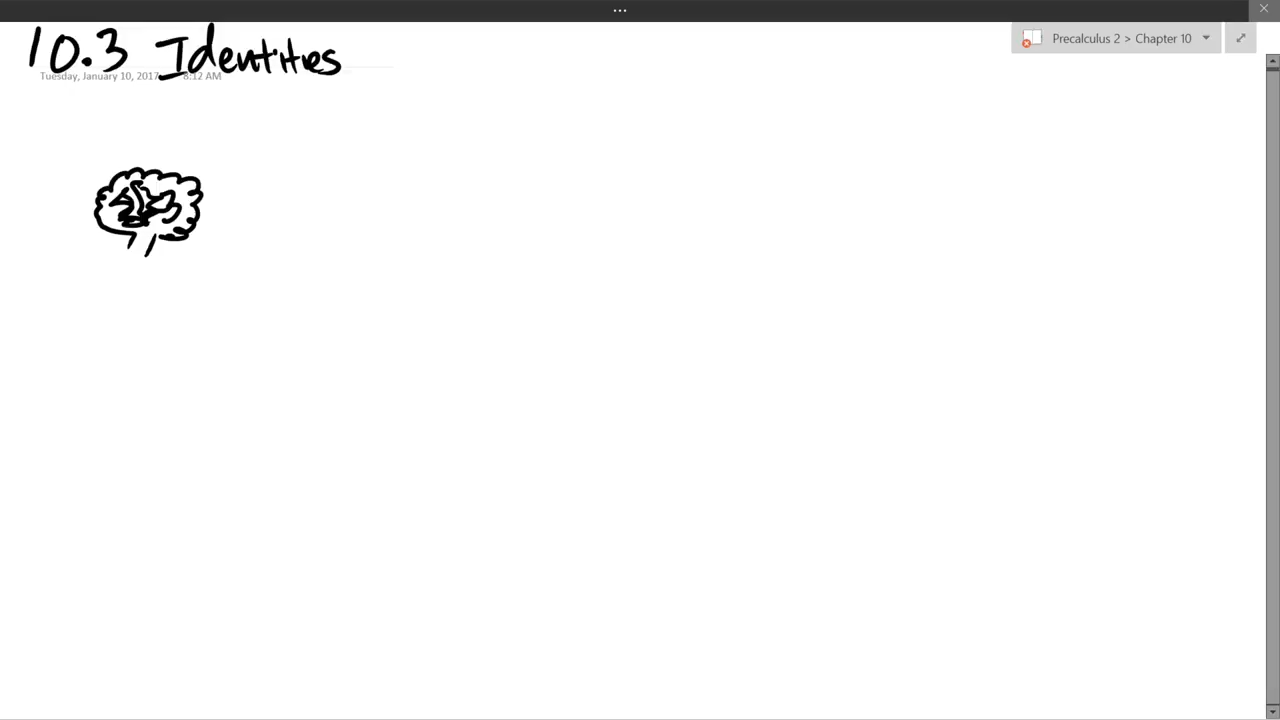 10.3 Identities
Precalculus 2 > Chapter 10
Tuesday, January 10, 2017 8:12 AM